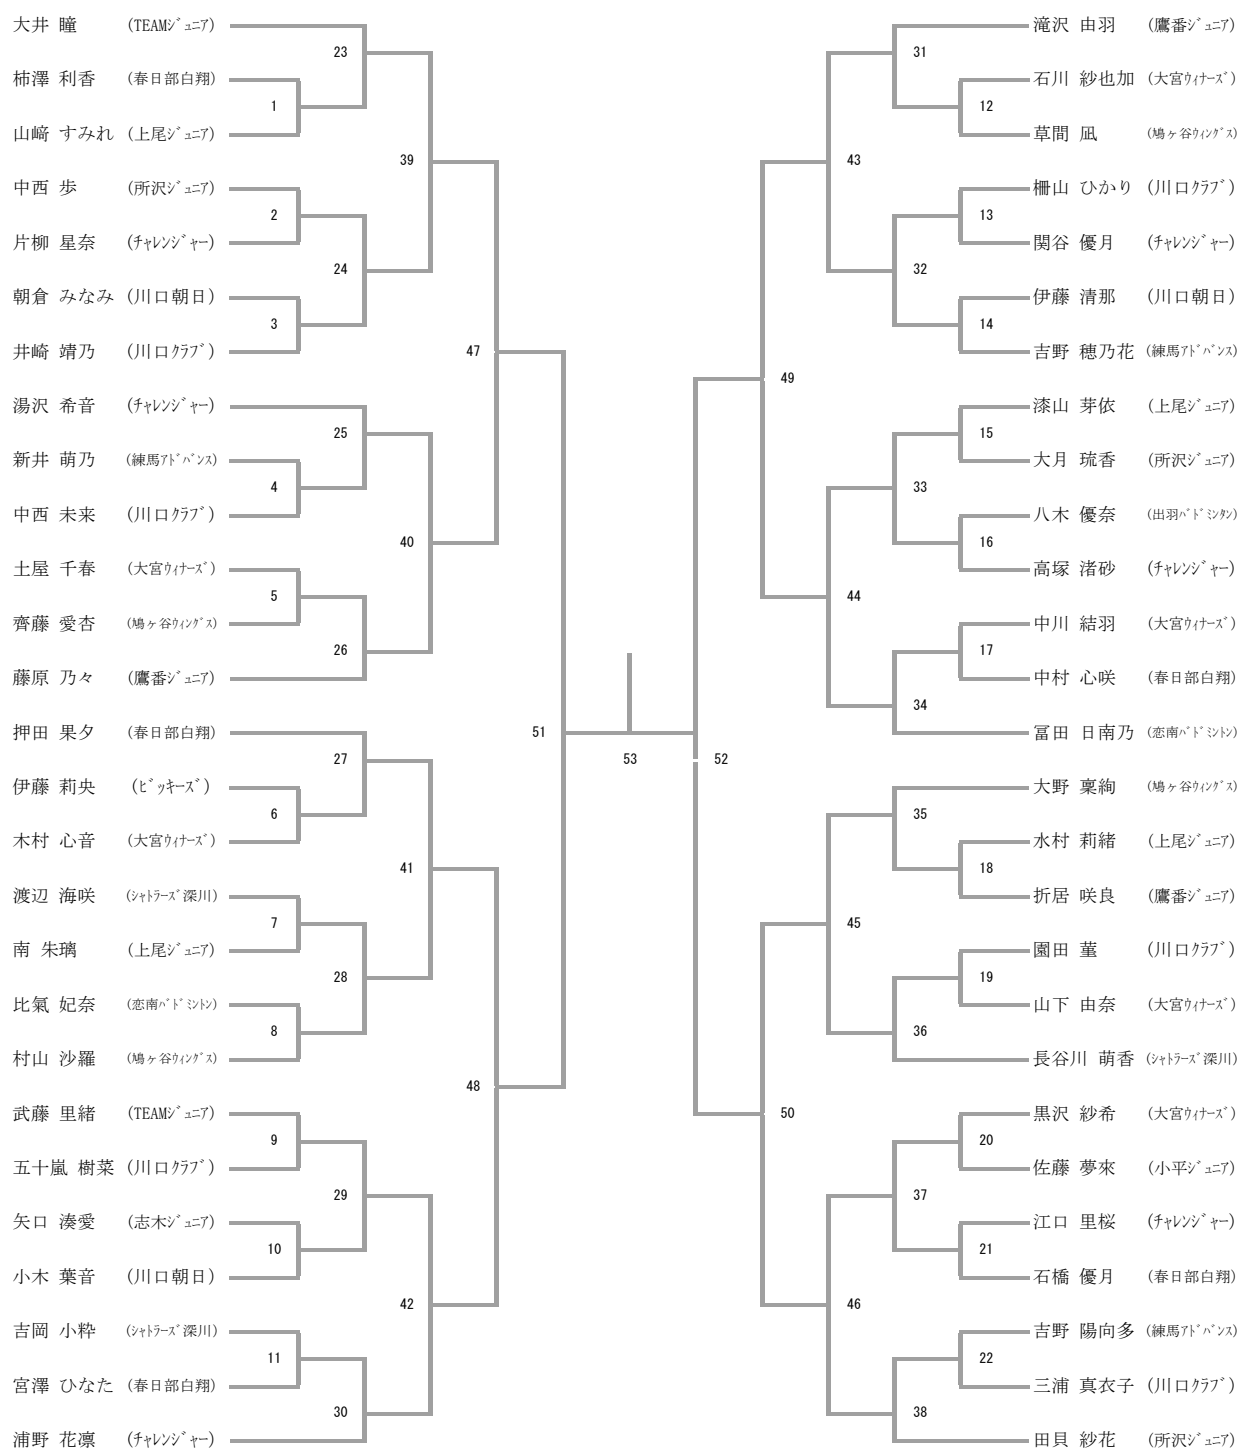 大井 瞳 (TEAMｼﾞｭﾆｱ)
23
柿澤 利香 (春日部白翔)
1
山﨑 すみれ (上尾ｼﾞｭﾆｱ)
39
中西 歩 (所沢ｼﾞｭﾆｱ)
2
片柳 星奈 (ﾁｬﾚﾝｼﾞｬｰ)
24
朝倉 みなみ (川口朝日)
3
井崎 靖乃 (川口ｸﾗﾌﾞ)
47
湯沢 希音 (ﾁｬﾚﾝｼﾞｬｰ)
25
新井 萌乃 (練馬ｱﾄﾞﾊﾞﾝｽ)
4
中西 未来 (川口ｸﾗﾌﾞ)
40
土屋 千春 (大宮ｳｨﾅｰｽﾞ)
5
齊藤 愛杏 (鳩ヶ谷ｳｨﾝｸﾞｽ)
26
藤原 乃々 (鷹番ｼﾞｭﾆｱ)
51
押田 果夕 (春日部白翔)
27
伊藤 莉央 (ﾋﾞｯｷｰｽﾞ)
6
木村 心音 (大宮ｳｨﾅｰｽﾞ)
41
渡辺 海咲 (ｼｬﾄﾗｰｽﾞ深川)
7
南 朱璃 (上尾ｼﾞｭﾆｱ)
28
比氣 妃奈 (恋南ﾊﾞﾄﾞﾐﾝﾄﾝ)
8
村山 沙羅 (鳩ヶ谷ｳｨﾝｸﾞｽ)
48
武藤 里緒 (TEAMｼﾞｭﾆｱ)
9
五十嵐 樹菜 (川口ｸﾗﾌﾞ)
29
矢口 湊愛 (志木ｼﾞｭﾆｱ)
10
小木 葉音 (川口朝日)
42
吉岡 小粋 (ｼｬﾄﾗｰｽﾞ深川)
11
宮澤 ひなた (春日部白翔)
30
浦野 花凛 (ﾁｬﾚﾝｼﾞｬｰ)
53
滝沢 由羽 (鷹番ｼﾞｭﾆｱ)
31
石川 紗也加 (大宮ｳｨﾅｰｽﾞ)
12
草間 凪 (鳩ヶ谷ｳｨﾝｸﾞｽ)
43
柵山 ひかり (川口ｸﾗﾌﾞ)
13
関谷 優月 (ﾁｬﾚﾝｼﾞｬｰ)
32
伊藤 清那 (川口朝日)
14
吉野 穂乃花 (練馬ｱﾄﾞﾊﾞﾝｽ)
49
漆山 芽依 (上尾ｼﾞｭﾆｱ)
15
大月 琉香 (所沢ｼﾞｭﾆｱ)
33
八木 優奈 (出羽ﾊﾞﾄﾞﾐﾝﾀﾝ)
16
高塚 渚砂 (ﾁｬﾚﾝｼﾞｬｰ)
44
中川 結羽 (大宮ｳｨﾅｰｽﾞ)
17
中村 心咲 (春日部白翔)
34
冨田 日南乃 (恋南ﾊﾞﾄﾞﾐﾝﾄﾝ)
52
大野 稟絢 (鳩ヶ谷ｳｨﾝｸﾞｽ)
35
水村 莉緒 (上尾ｼﾞｭﾆｱ)
18
折居 咲良 (鷹番ｼﾞｭﾆｱ)
45
園田 菫 (川口ｸﾗﾌﾞ)
19
山下 由奈 (大宮ｳｨﾅｰｽﾞ)
36
長谷川 萌香 (ｼｬﾄﾗｰｽﾞ深川)
50
黒沢 紗希 (大宮ｳｨﾅｰｽﾞ)
20
佐藤 夢來 (小平ｼﾞｭﾆｱ)
37
江口 里桜 (ﾁｬﾚﾝｼﾞｬｰ)
21
石橋 優月 (春日部白翔)
46
吉野 陽向多 (練馬ｱﾄﾞﾊﾞﾝｽ)
22
三浦 真衣子 (川口ｸﾗﾌﾞ)
38
田貝 紗花 (所沢ｼﾞｭﾆｱ)